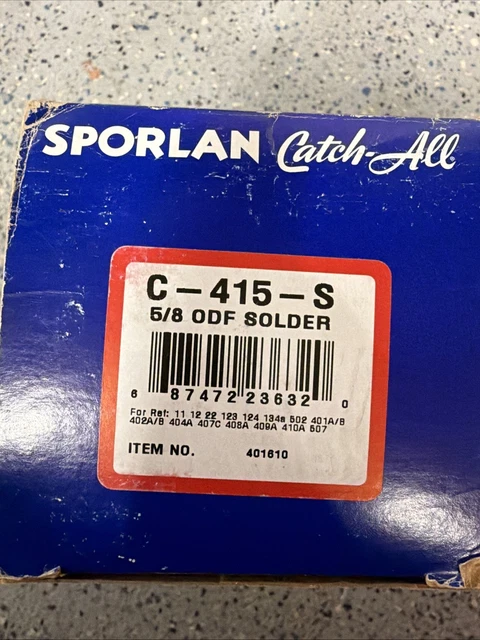 SPORLAN Catch-All
C-415-S
5/8 ODF SOLDER
6 87472 23632 0
For Ref: 11 12 22 123 124 134a 502 401A/B
402A/B 404A 407C 408A 409A 410A 507
ITEM NO. 401610